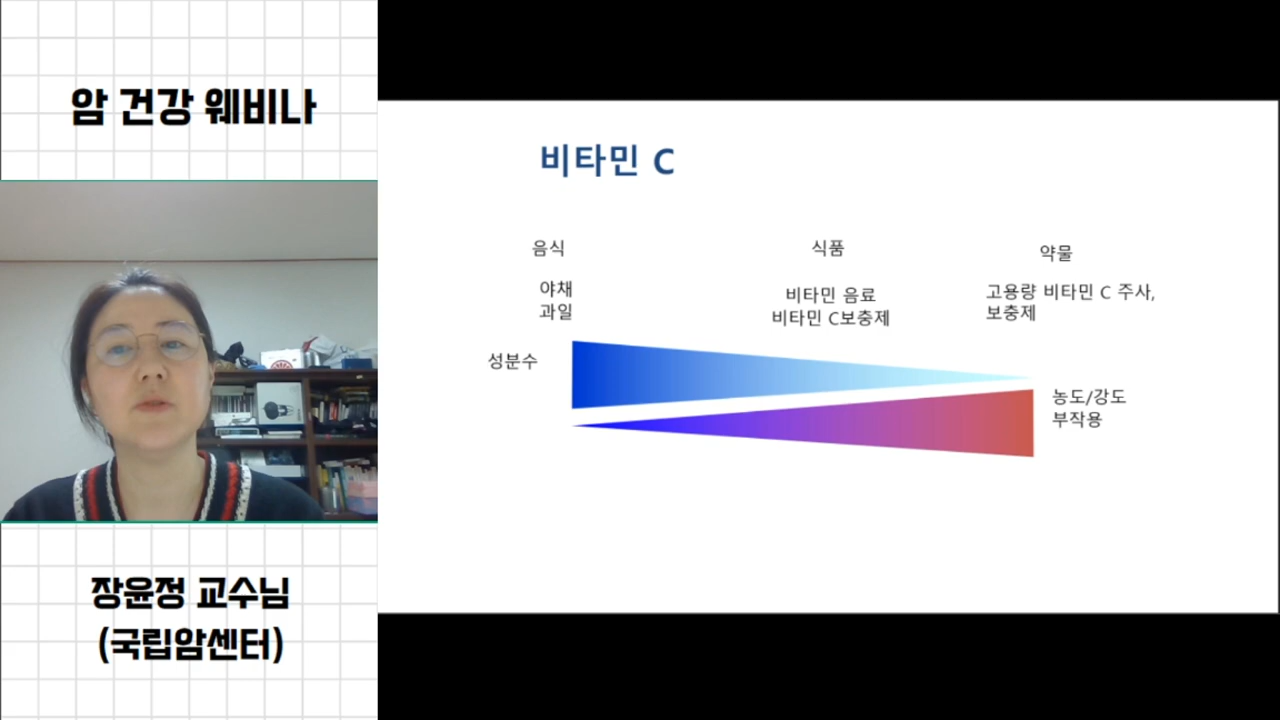 암 건강 웨비나
장윤정 교수님
(국립암센터)
비타민 C
음식
식품
약물
야채
과일
비타민 음료
비타민 C보충제
고용량 비타민 C 주사,
보충제
성분수
농도/강도
부작용